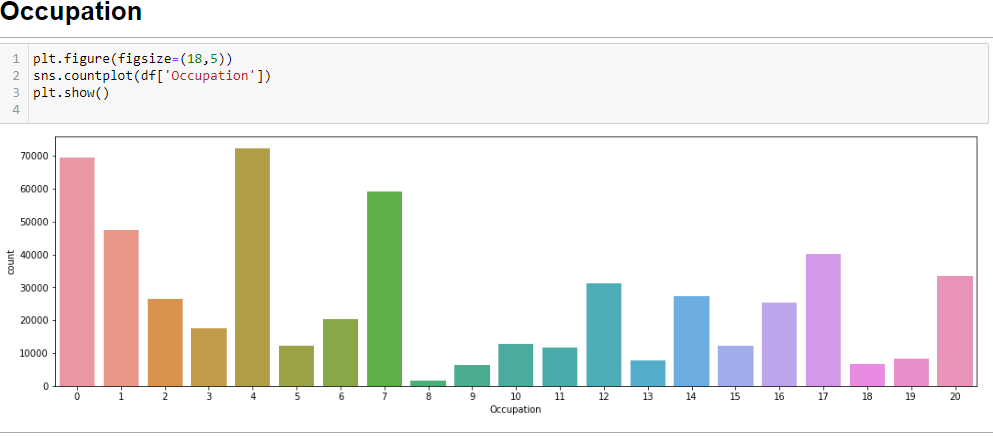 Occupation
1 plt.figure(figsize=(18,5))
2 sns.countplot(df['Occupation'])
3 plt.show()
4
70000
60000
50000
40000
30000
20000
10000
0
count
0 1 2 3 4 5 6 7 8 9 10 11 12 13 14 15 16 17 18 19 20
Occupation